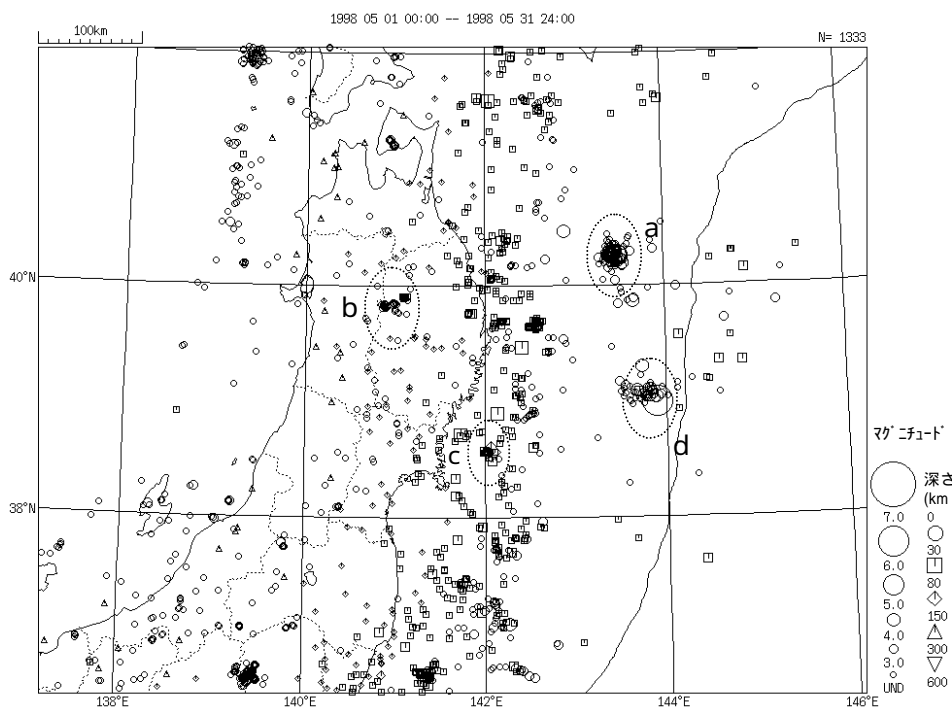 1998 05 01 00:00 -- 1998 05 31 24:00
100km
N= 1333
a
40°N
b
c
d
38°N
138°E
140°E
142°E
144°E
146°E
ﾏｸﾞﾆﾁｭｰﾄﾞ
深さ
(km
7.0
0
30
6.0
80
5.0
150
4.0
300
3.0
600
UND